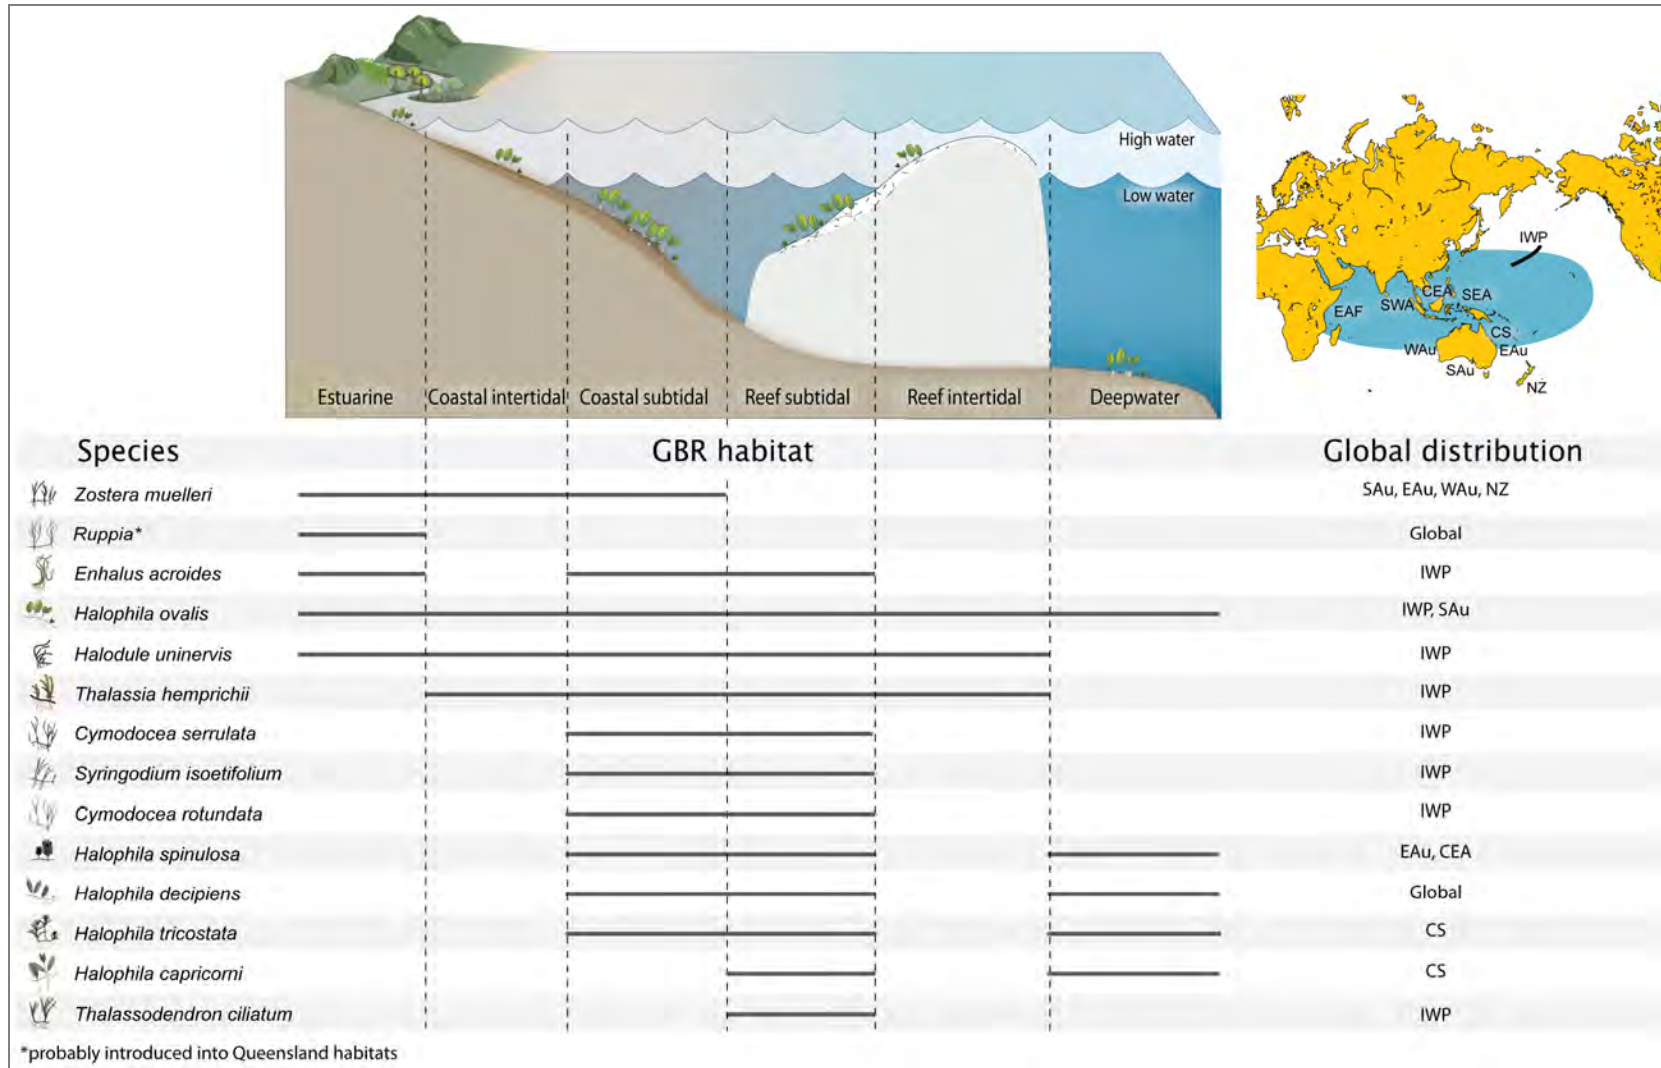 High water
Low water
Estuarine
Coastal intertidal
Coastal subtidal
Reef subtidal
Reef intertidal
Deepwater
IWP
CEA
SEA
SWA
EAF
CS
WAu
EAu
SAu
NZ
Species GBR habitat Global distribution
Zostera muelleri SAu, EAu, WAu, NZ
Ruppia* Global
Enhalus acroides IWP
Halophila ovalis IWP, SAu
Halodule uninervis IWP
Thalassia hemprichii IWP
Cymodocea serrulata IWP
Syringodium isoetifolium IWP
Cymodocea rotundata IWP
Halophila spinulosa EAu, CEA
Halophila decipiens Global
Halophila tricostata CS
Halophila capricorni CS
Thalassodendron ciliatum IWP
*probably introduced into Queensland habitats